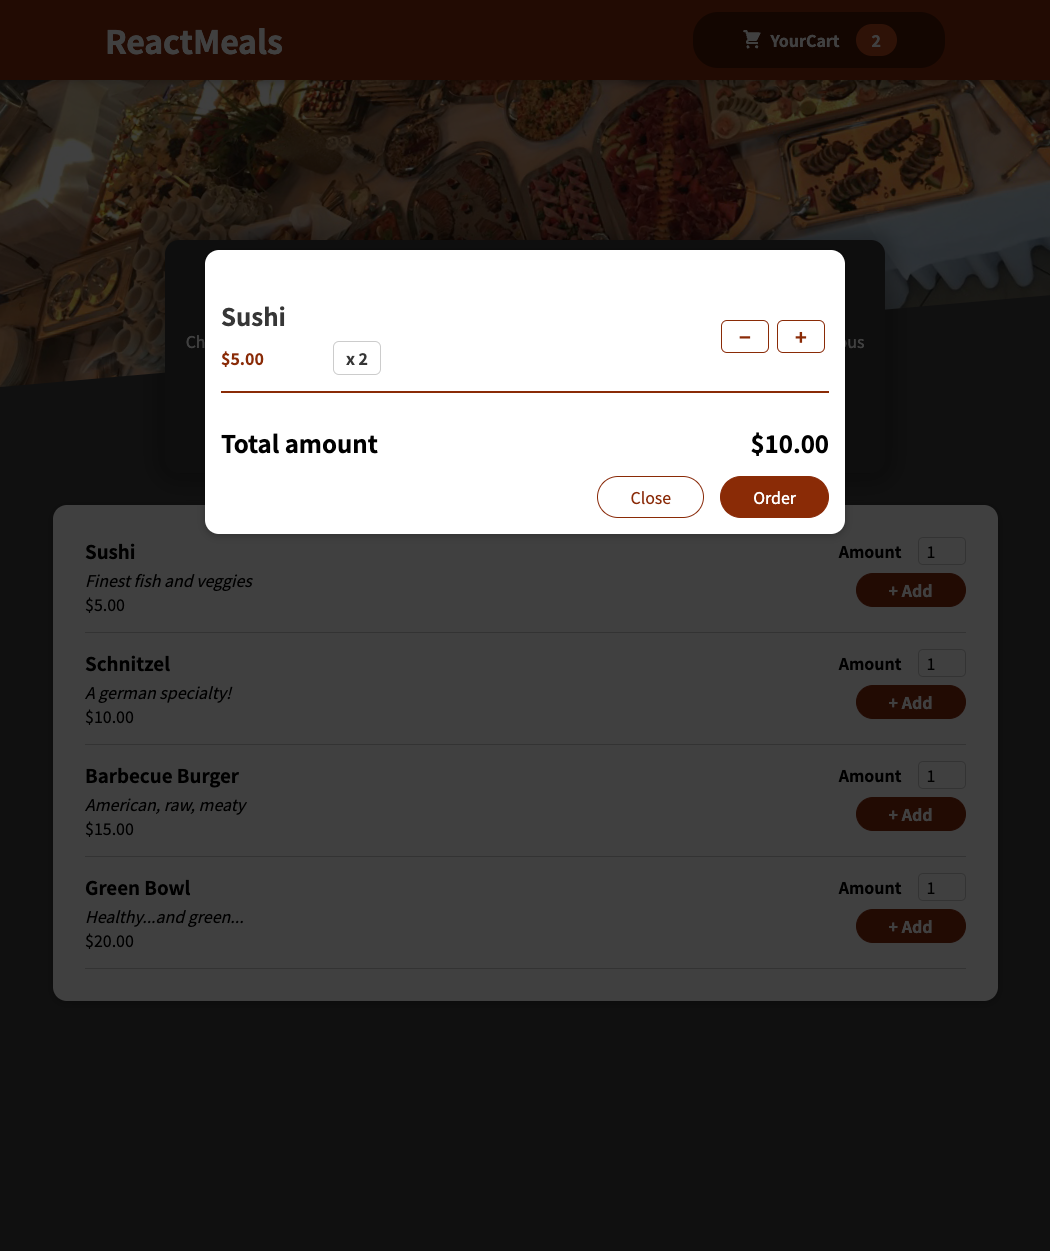 ReactMeals
YourCart 2
Sushi
− +
$5.00 x 2
Ch
ous
Total amount $10.00
Close Order
Sushi Amount 1
Finest fish and veggies
$5.00 + Add
Schnitzel Amount 1
A german specialty!
$10.00 + Add
Barbecue Burger Amount 1
American, raw, meaty
$15.00 + Add
Green Bowl Amount 1
Healthy...and green...
$20.00 + Add